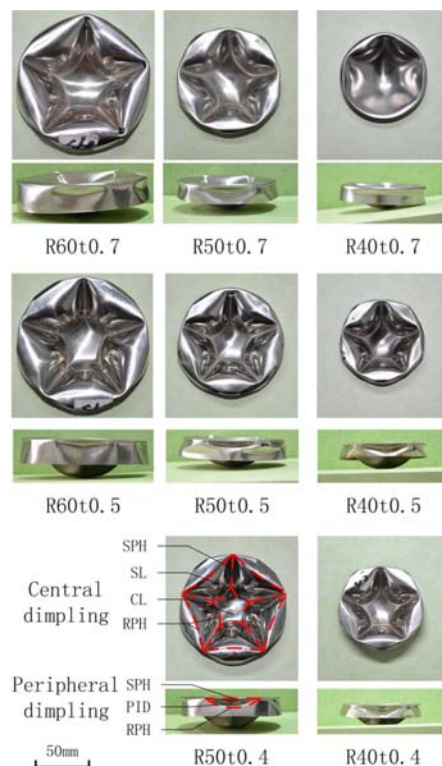 R60t0.7 R50t0.7 R40t0.7
R60t0.5 R50t0.5 R40t0.5
SPH
SL
Central
dimpling
CL
RPH
Peripheral
dimpling
SPH
PID
RPH
50mm
R50t0.4 R40t0.4